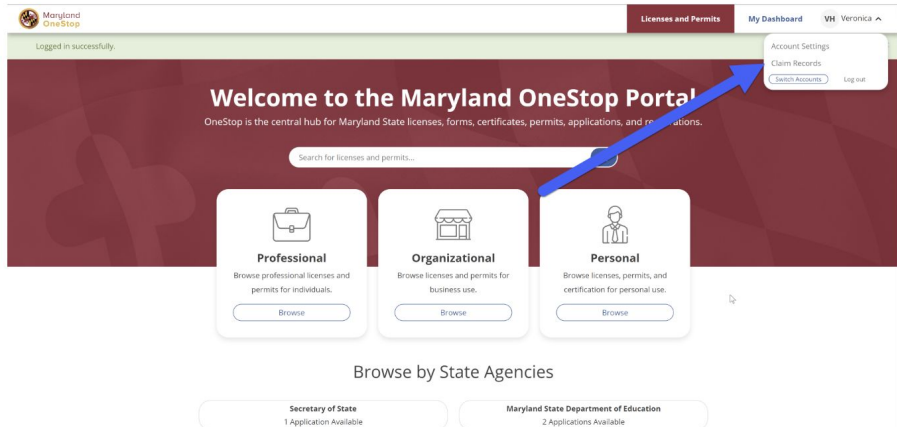 Maryland
OneStop
Licenses and Permits
My Dashboard
VH Veronica
Logged in successfully.
Account Settings
Claim Records
Switch Accounts
Log out
Welcome to the Maryland OneStop Portal
OneStop is the central hub for Maryland State licenses, forms, certificates, permits, applications, and registrations.
Search for licenses and permits...
Professional
Browse professional licenses and
permits for individuals.
Browse
Organizational
Browse licenses and permits for
business use.
Browse
Personal
Browse licenses, permits, and
certification for personal use.
Browse
Browse by State Agencies
Secretary of State
1 Application Available
Maryland State Department of Education
2 Applications Available